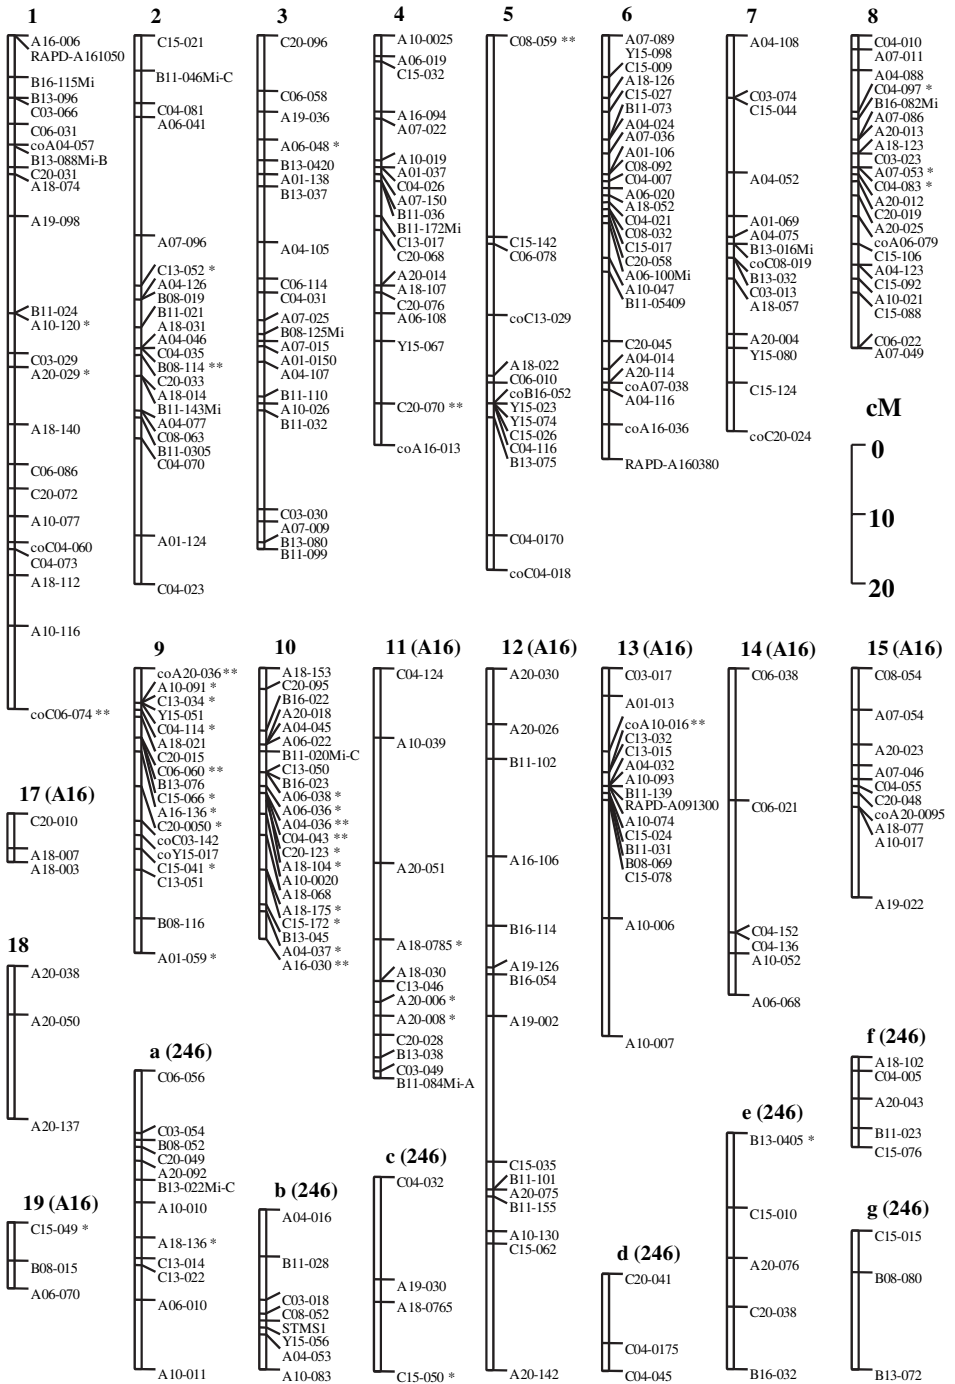 1
A16-006
RAPD-A161050
B16-115Mi
B13-096
C03-066
C06-031
coA04-057
B13-088Mi-B
C20-031
A18-074
A19-098
B11-024
A10-120 *
C03-029
A20-029 *
A18-140
C06-086
C20-072
A10-077
coC04-060
C04-073
A18-112
A10-116
coC06-074 **
2
C15-021
B11-046Mi-C
C04-081
A06-041
A07-096
C13-052 *
A04-126
B08-019
B11-021
A18-031
A04-046
C04-035
B08-114 **
C20-033
A18-014
B11-143Mi
A04-077
C08-063
B11-0305
C04-070
A01-124
C04-023
3
C20-096
C06-058
A19-036
A06-048 *
B13-0420
A01-138
B13-037
A04-105
C06-114
C04-031
A07-025
B08-125Mi
A07-015
A01-0150
A04-107
B11-110
A10-026
B11-032
C03-030
A07-009
B13-080
B11-099
4
A10-0025
A06-019
C15-032
A16-094
A07-022
A10-019
A01-037
C04-026
A07-150
B11-036
B11-172Mi
C13-017
C20-068
A20-014
A18-107
C20-076
A06-108
Y15-067
C20-070 **
coA16-013
5
C08-059 **
C15-142
C06-078
coC13-029
A18-022
C06-010
coB16-052
Y15-023
Y15-074
C15-026
C04-116
B13-075
C04-0170
coC04-018
6
A07-089
Y15-098
C15-009
A18-126
C15-027
B11-073
A04-024
A07-036
A01-106
C08-092
C04-007
A06-020
A18-052
C04-021
C08-032
C15-017
C20-058
A06-100Mi
A10-047
B11-05409
C20-045
A04-014
A20-114
coA07-038
A04-116
coA16-036
RAPD-A160380
7
A04-108
C03-074
C15-044
A04-052
A01-069
A04-075
B13-016Mi
coC08-019
B13-032
C03-013
A18-057
A20-004
Y15-080
C15-124
coC20-024
8
C04-010
A07-011
A04-088
C04-097 *
B16-082Mi
A07-086
A20-013
A18-123
C03-023
A07-053 *
C04-083 *
A20-012
C20-019
A20-025
coA06-079
C15-106
A04-123
C15-092
A10-021
C15-088
C06-022
A07-049
cM
0
10
20
9
coA20-036 **
A10-091 *
C13-034 *
Y15-051
C04-114 *
A18-021
C20-015
C06-060 **
B13-076
C15-066 *
A16-136 *
C20-0050 *
coC03-142
coY15-017
C15-041 *
C13-051
B08-116
A01-059 *
10
A18-153
C20-095
B16-022
A20-018
A04-045
A06-022
B11-020Mi-C
C13-050
B16-023
A06-038 *
A06-036 *
A04-036 **
C04-043 **
C20-123 *
A18-104 *
A10-0020
A18-068
A18-175 *
C15-172 *
B13-045
A04-037 *
A16-030 **
11 (A16)
C04-124
A10-039
A20-051
A18-0785 *
A18-030
C13-046
A20-006 *
A20-008 *
C20-028
B13-038
C03-049
B11-084Mi-A
12 (A16)
A20-030
A20-026
B11-102
A16-106
B16-114
A19-126
B16-054
A19-002
C15-035
B11-101
A20-075
B11-155
A10-130
C15-062
A20-142
13 (A16)
C03-017
A01-013
coA10-016 **
C13-032
C13-015
A04-032
A10-093
B11-139
RAPD-A091300
A10-074
C15-024
B11-031
B08-069
C15-078
A10-006
A10-007
14 (A16)
C06-038
C06-021
C04-152
C04-136
A10-052
A06-068
15 (A16)
C08-054
A07-054
A20-023
A07-046
C04-055
C20-048
coA20-0095
A18-077
A10-017
A19-022
17 (A16)
C20-010
A18-007
A18-003
18
A20-038
A20-050
A20-137
19 (A16)
C15-049 *
B08-015
A06-070
a (246)
C06-056
C03-054
B08-052
C20-049
A20-092
B13-022Mi-C
A10-010
A18-136 *
C13-014
C13-022
A06-010
A10-011
b (246)
A04-016
B11-028
C03-018
C08-052
STMS1
Y15-056
A04-053
A10-083
c (246)
C04-032
A19-030
A18-0765
C15-050 *
d (246)
C20-041
C04-0175
C04-045
e (246)
B13-0405 *
C15-010
A20-076
C20-038
B16-032
f (246)
A18-102
C04-005
A20-043
B11-023
C15-076
g (246)
C15-015
B08-080
B13-072